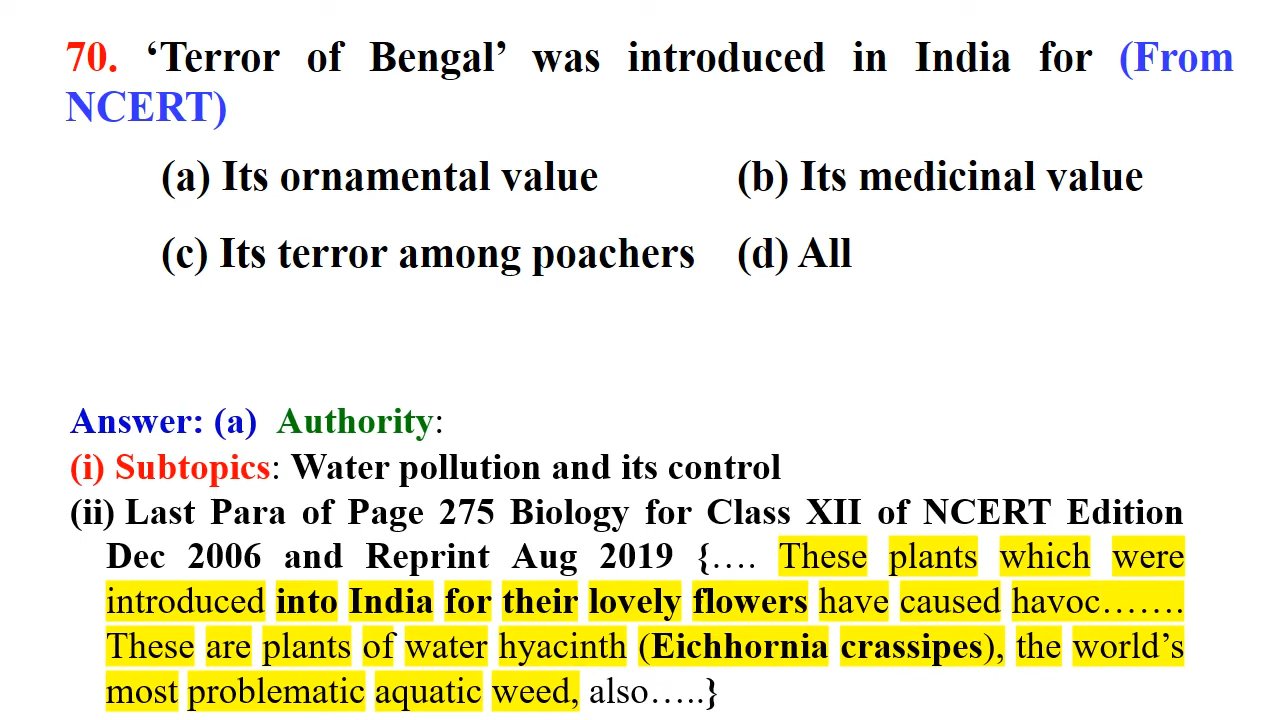 70. ‘Terror of Bengal’ was introduced in India for (From
NCERT)
(a) Its ornamental value (b) Its medicinal value
(c) Its terror among poachers (d) All
Answer: (a) Authority:
(i) Subtopics: Water pollution and its control
(ii) Last Para of Page 275 Biology for Class XII of NCERT Edition
Dec 2006 and Reprint Aug 2019 {…. These plants which were
introduced into India for their lovely flowers have caused havoc…….
These are plants of water hyacinth (Eichhornia crassipes), the world’s
most problematic aquatic weed, also…..}